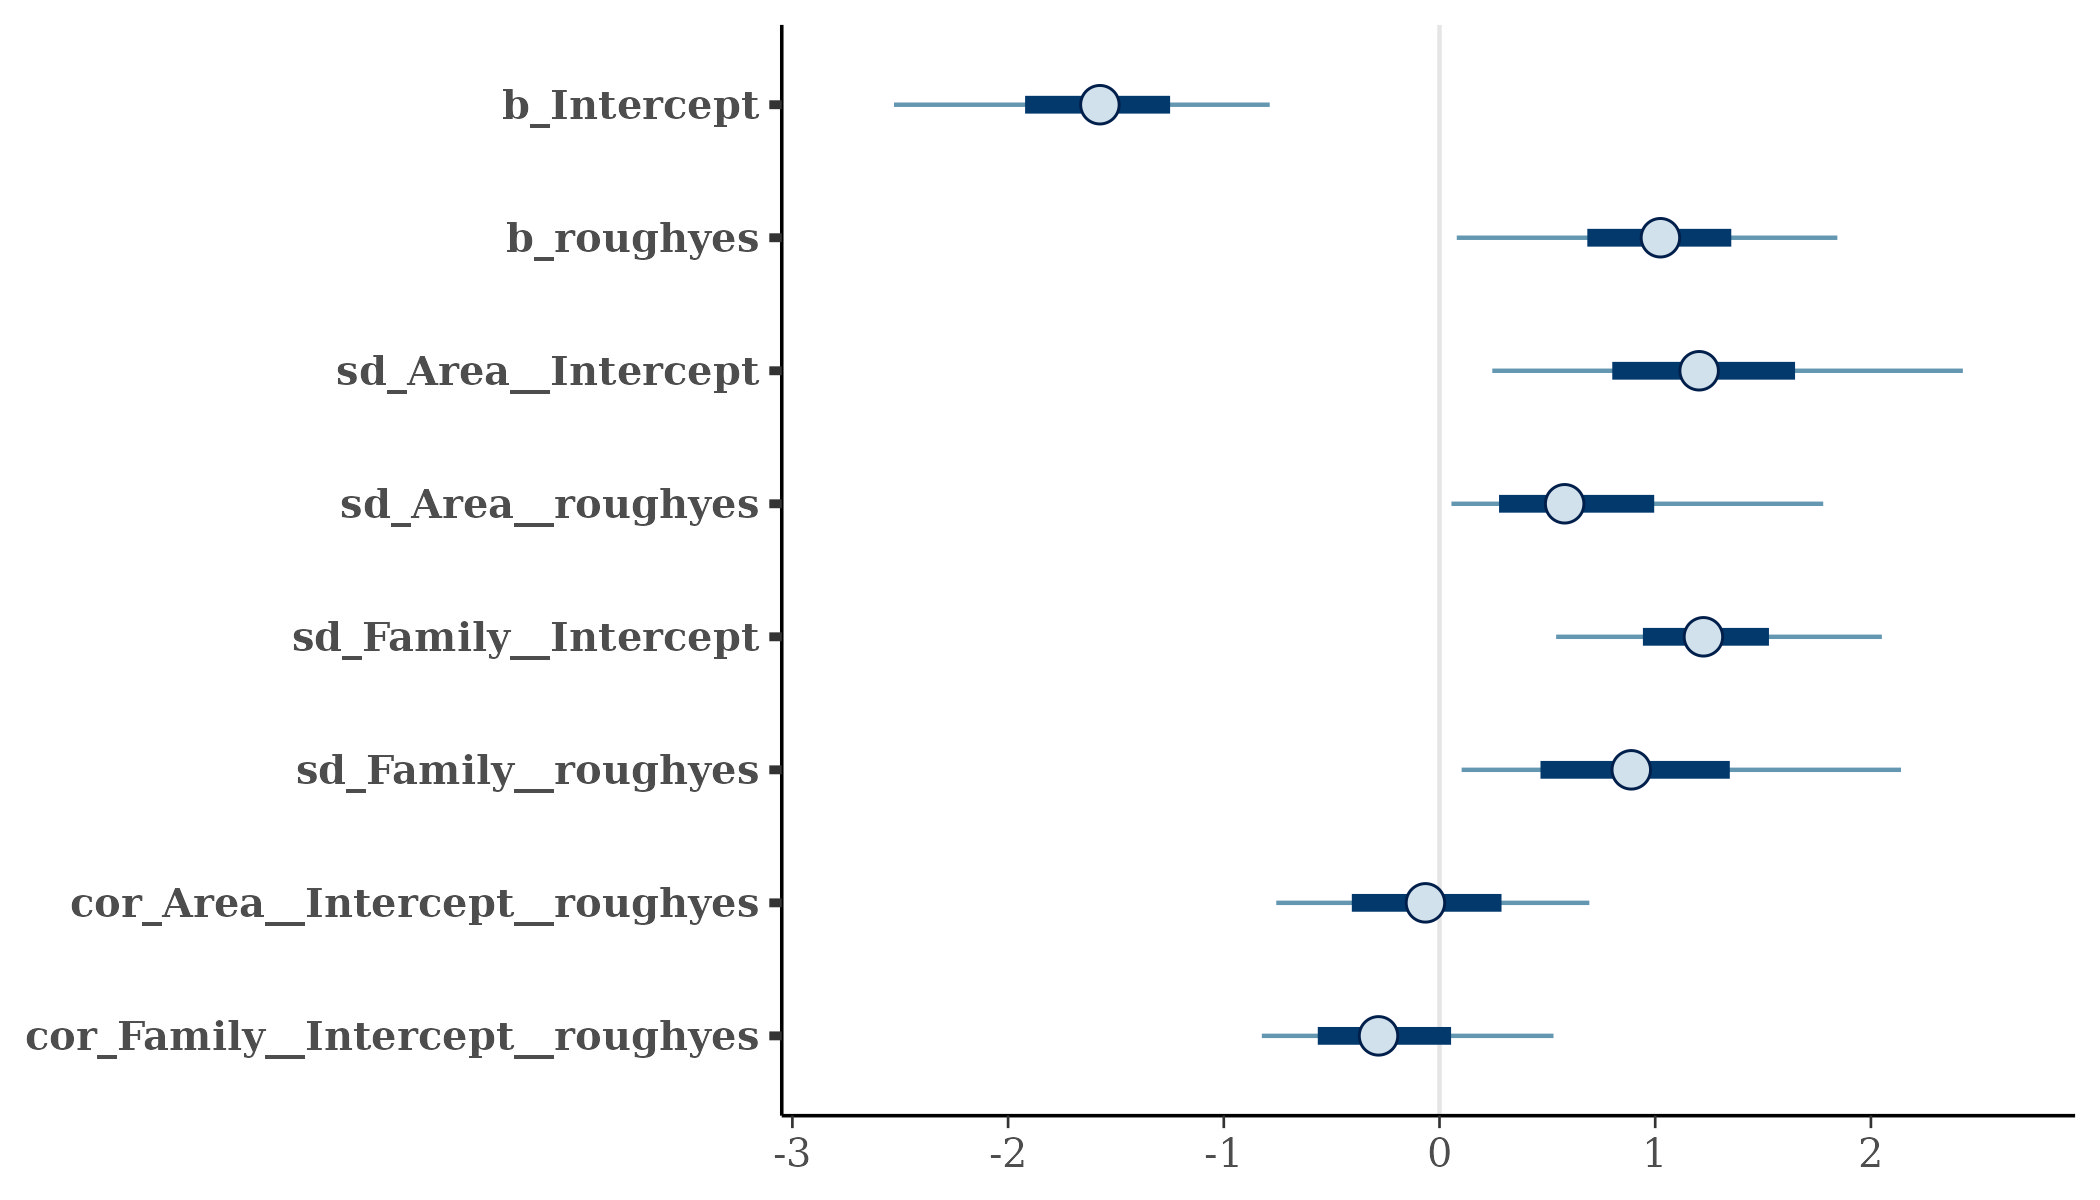 b_Intercept
b_roughyes
sd_Area__Intercept
sd_Area__roughyes
sd_Family__Intercept
sd_Family__roughyes
cor_Area__Intercept__roughyes
cor_Family__Intercept__roughyes
-3 -2 -1 0 1 2